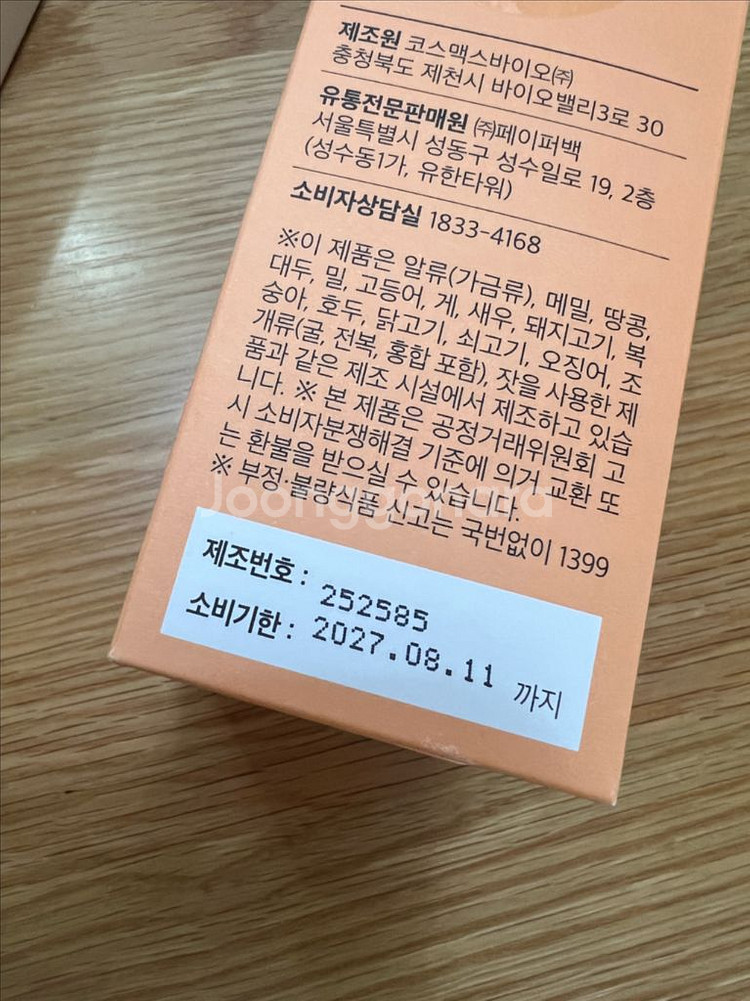 제조원 코스맥스바이오㈜
충청북도 제천시 바이오밸리3로 30
유통전문판매원 ㈜페이퍼백
서울특별시 성동구 성수일로 19, 2층
(성수동1가, 유한타워)
소비자상담실 1833-4168
※이 제품은 알류(가금류), 메밀, 땅콩,
대두, 밀, 고등어, 게, 새우, 돼지고기, 복
숭아, 호두, 닭고기, 쇠고기, 오징어, 조
개류(굴, 전복, 홍합 포함), 잣을 사용한 제
품과 같은 제조 시설에서 제조하고 있습
니다. ※ 본 제품은 공정거래위원회 고
시 소비자분쟁해결 기준에 의거 교환 또
는 환불을 받으실 수 있습니다.
Joonggonara
※ 부정·불량식품 신고는 국번없이 1399
제조번호 : 252585
소비기한 : 2027.08.11 까지